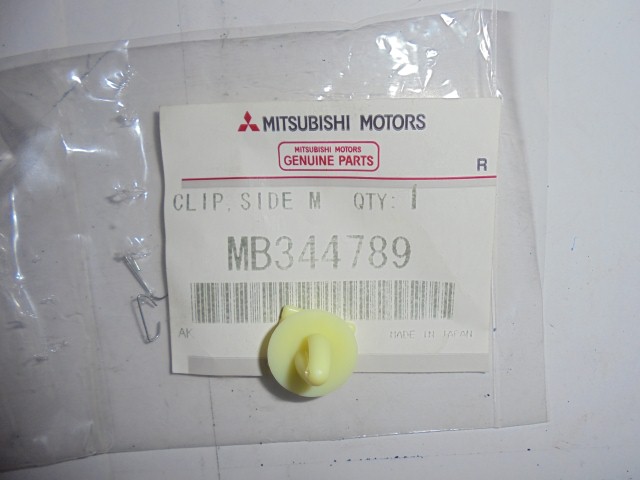 MITSUBISHI MOTORS
MITSUBISHI MOTORS
GENUINE PARTS
R
CLIP, SIDE M QTY: 1
MB344789
AK
MADE IN JAPAN